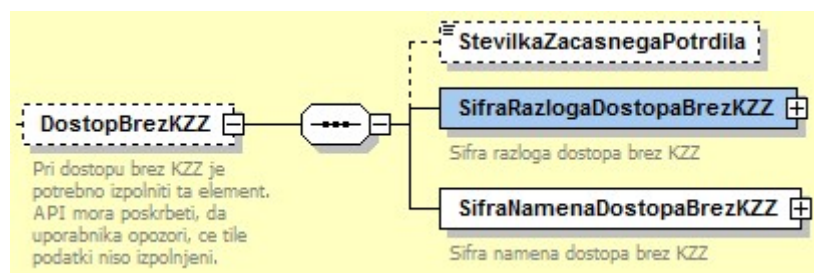 StevilkaZacasnegaPotrdila
DostopBrezKZZ
Pri dostopu brez KZZ je
potrebno izpolniti ta element.
API mora poskrbeti, da
uporabnika opozori, ce tile
podatki niso izpolnjeni.
SifraRazlogaDostopaBrezKZZ
Sifra razloga dostopa brez KZZ
SifraNamenaDostopaBrezKZZ
Sifra namena dostopa brez KZZ